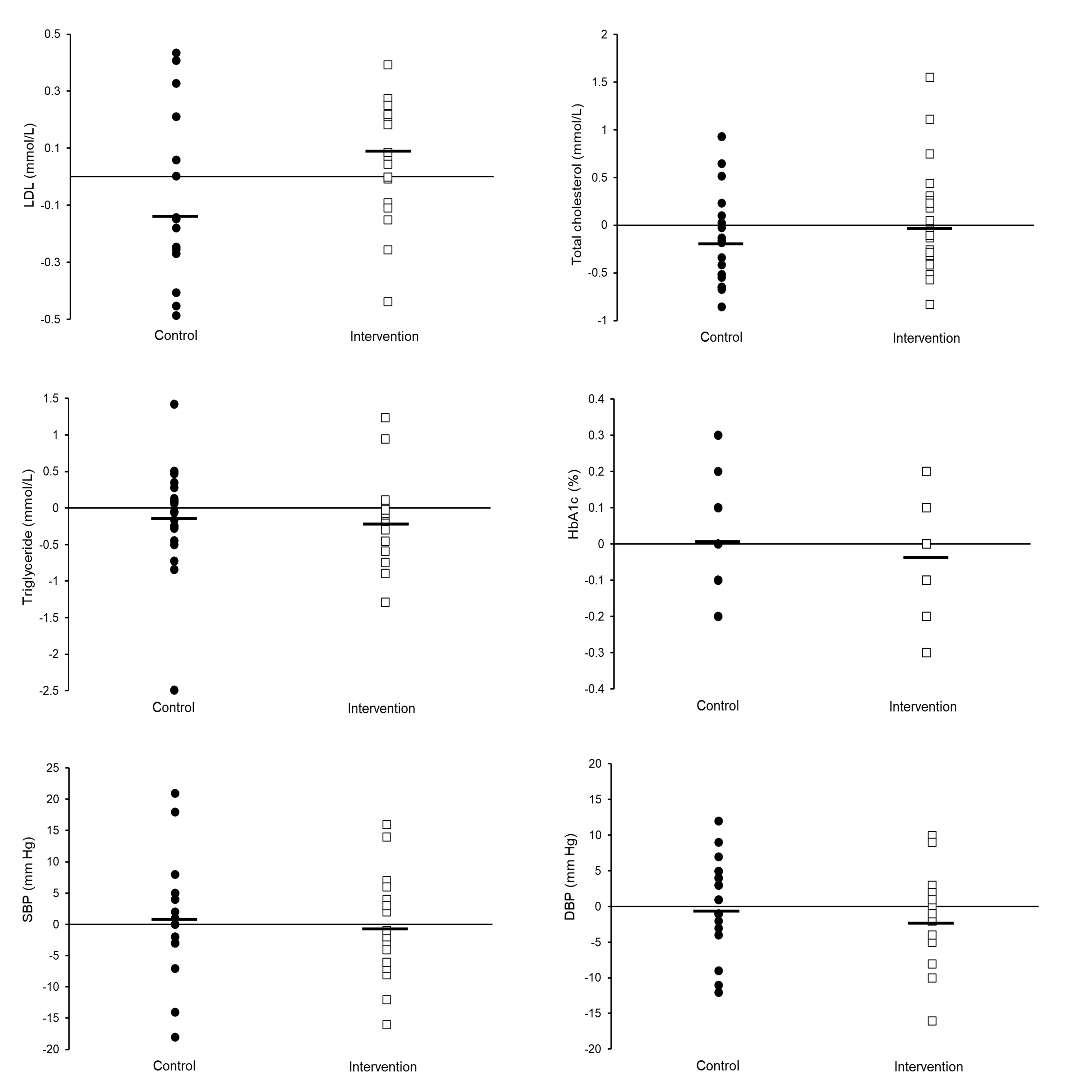 LDL (mmol/L)
0.5
0.3
0.1
-0.1
-0.3
-0.5
Control
Intervention
Total cholesterol (mmol/L)
2
1.5
1
0.5
0
-0.5
-1
Control
Intervention
Triglyceride (mmol/L)
1.5
1
0.5
0
-0.5
-1
-1.5
-2
-2.5
Control
Intervention
HbA1c (%)
0.4
0.3
0.2
0.1
0
-0.1
-0.2
-0.3
-0.4
Control
Intervention
SBP (mm Hg)
25
20
15
10
5
0
-5
-10
-15
-20
Control
Intervention
DBP (mm Hg)
20
15
10
5
0
-5
-10
-15
-20
Control
Intervention